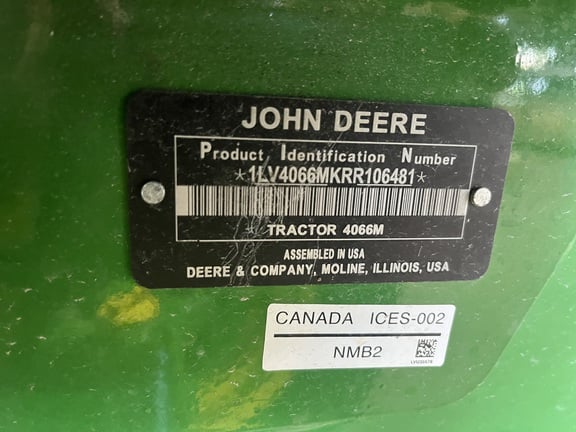 JOHN DEERE
Product Identification Number
*1LV4066MKRR106481*
* TRACTOR 4066M *
ASSEMBLED IN USA
DEERE & COMPANY, MOLINE, ILLINOIS, USA
CANADA ICES-002
NMB2